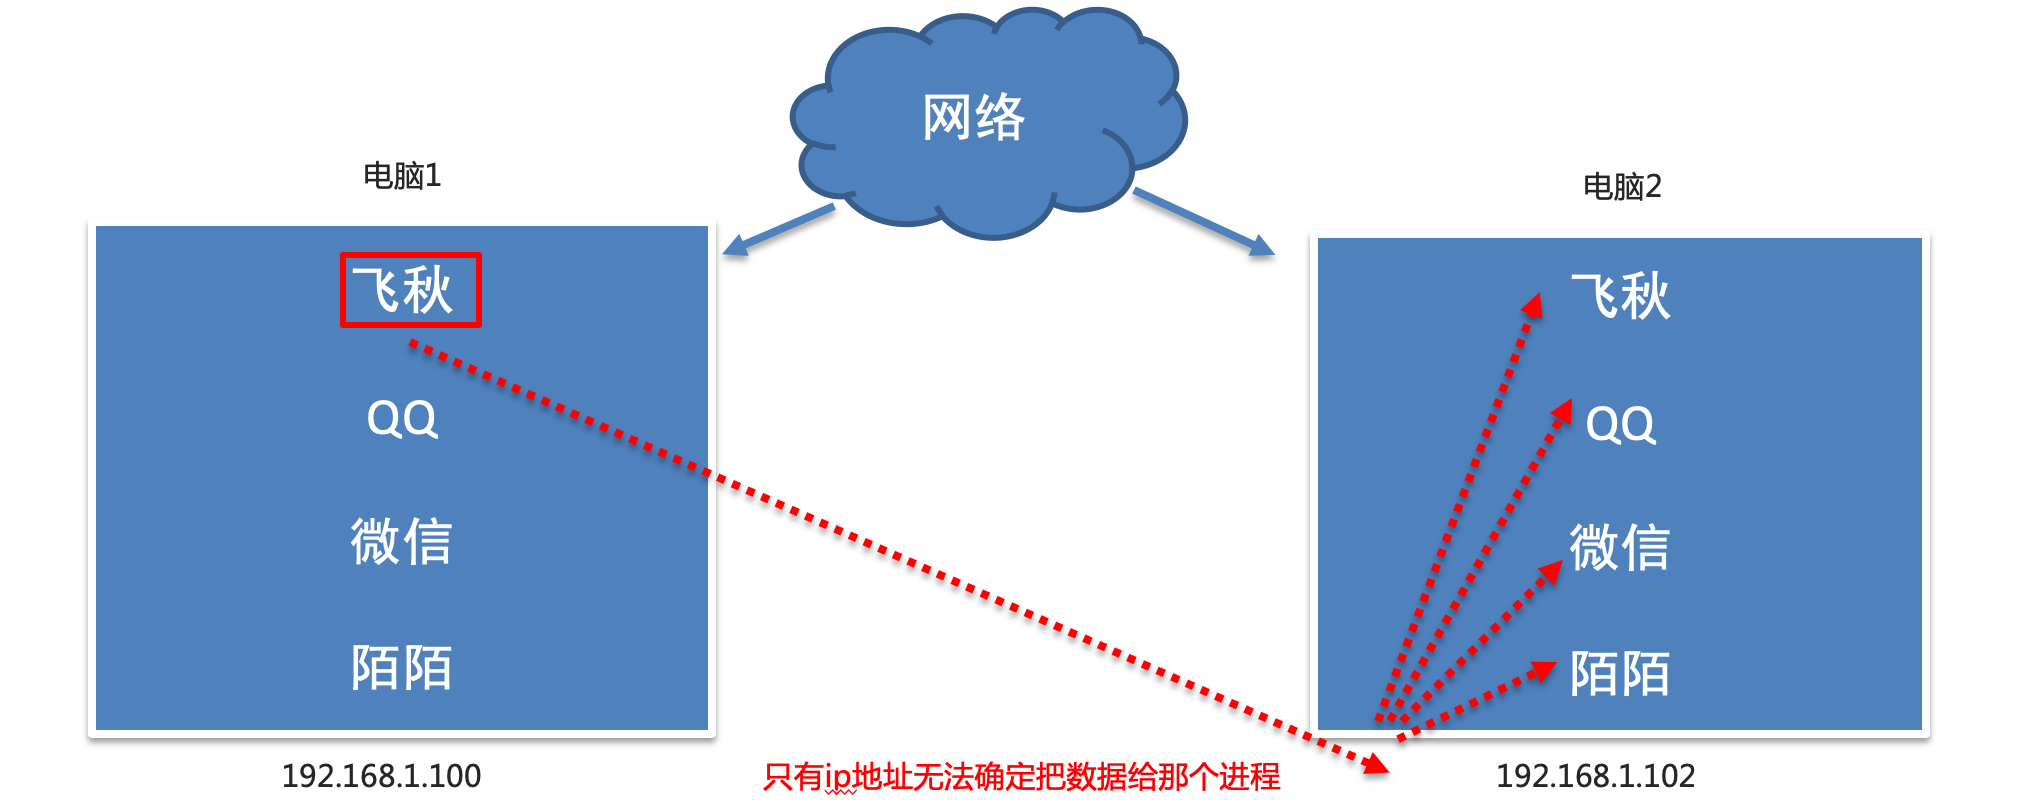 网络
电脑1
飞秋
QQ
微信
陌陌
192.168.1.100
电脑2
飞秋
QQ
微信
陌陌
192.168.1.102
只有ip地址无法确定把数据给那个进程